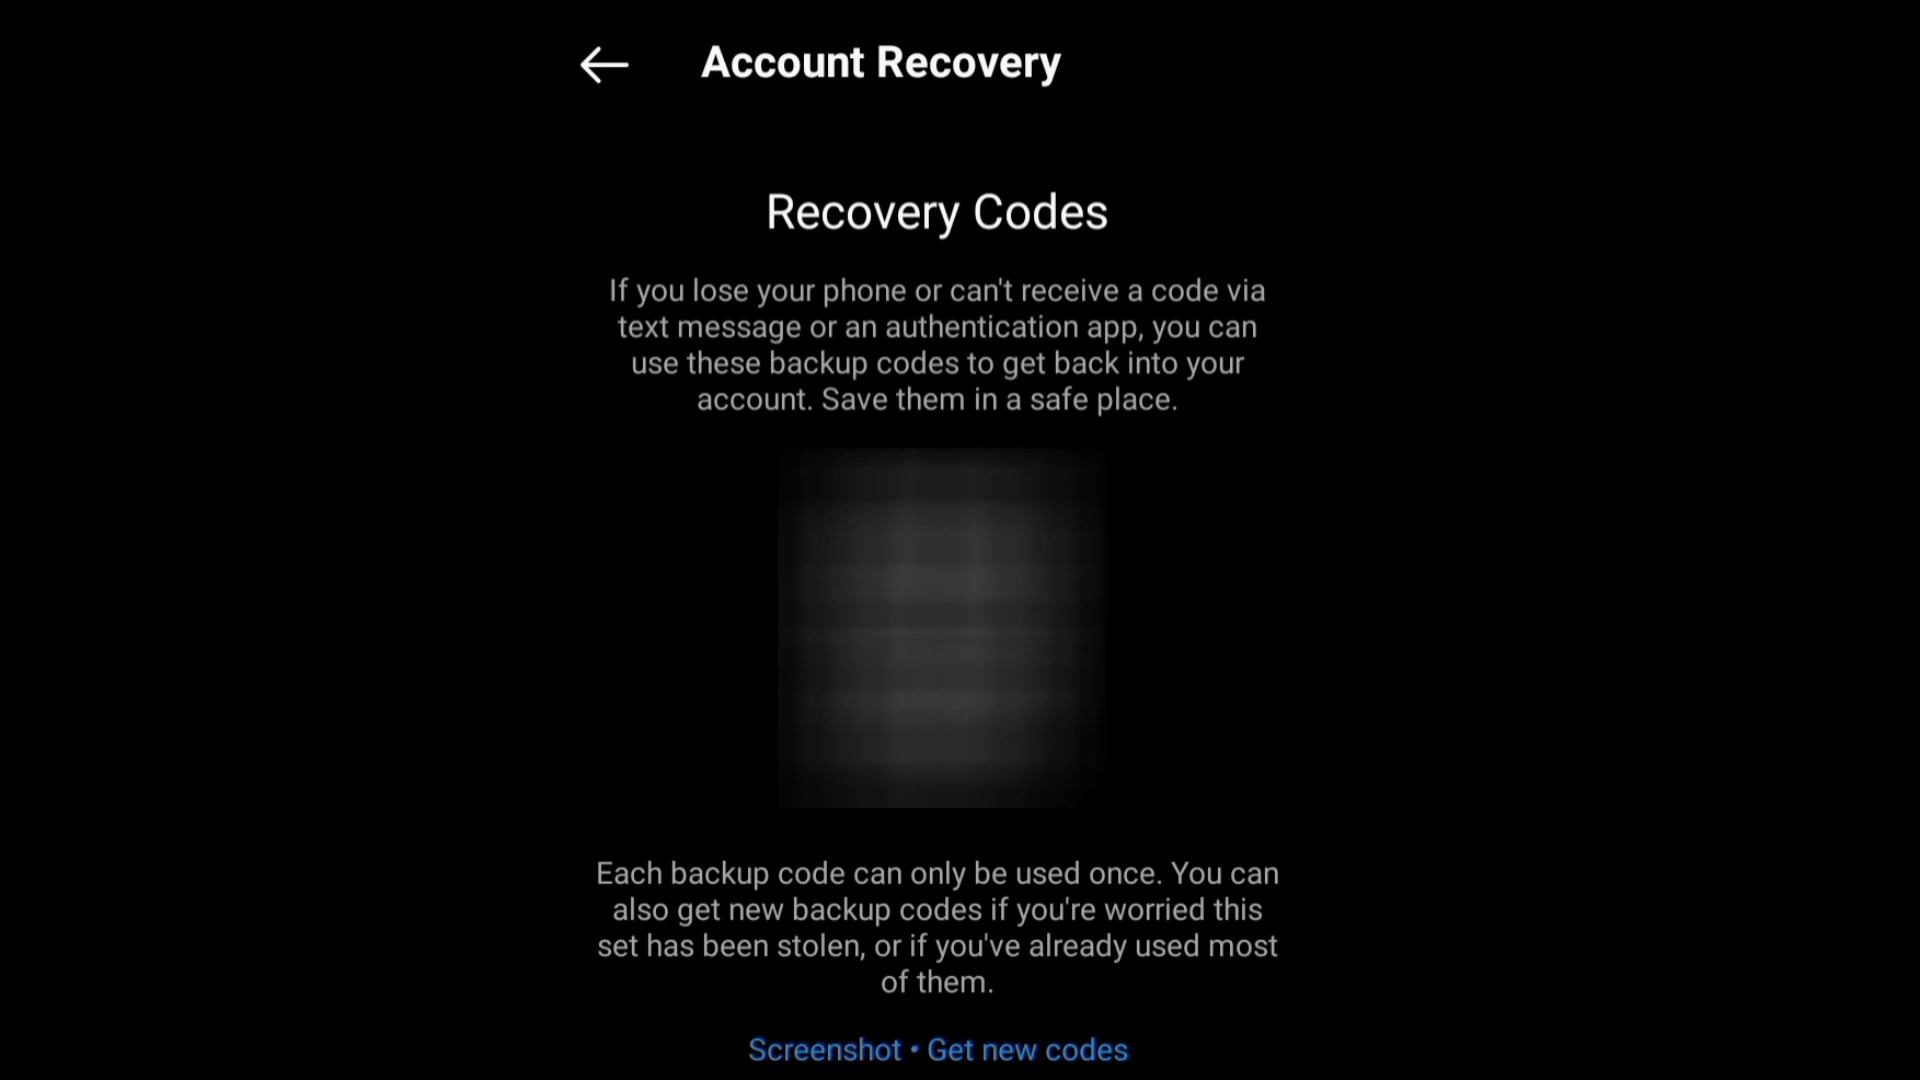 Account Recovery
Recovery Codes
If you lose your phone or can't receive a code via
text message or an authentication app, you can
use these backup codes to get back into your
account. Save them in a safe place.
Each backup code can only be used once. You can
also get new backup codes if you're worried this
set has been stolen, or if you've already used most
of them.
Screenshot • Get new codes